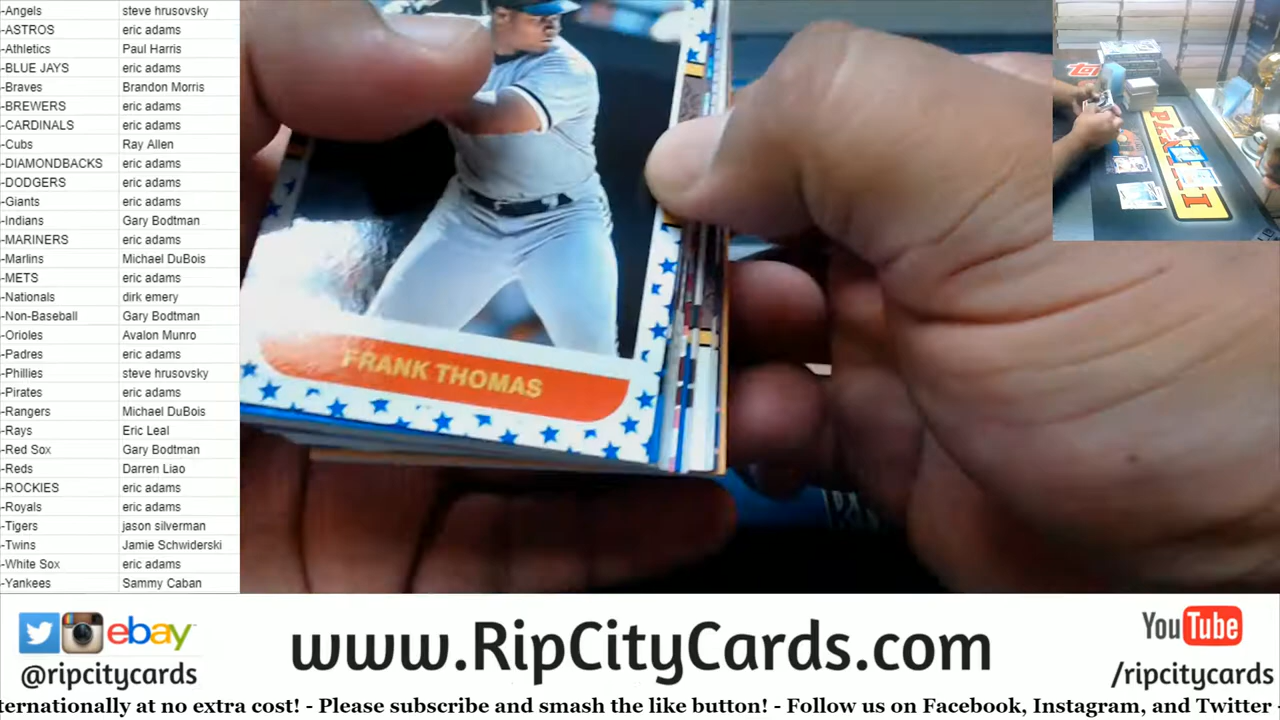 -Angels steve hrusovsky
-ASTROS eric adams
-Athletics Paul Harris
-BLUE JAYS eric adams
-Braves Brandon Morris
-BREWERS eric adams
-CARDINALS eric adams
-Cubs Ray Allen
-DIAMONDBACKS eric adams
-DODGERS eric adams
-Giants eric adams
-Indians Gary Bodtman
-MARINERS eric adams
-Marlins Michael DuBois
-METS eric adams
-Nationals dirk emery
-Non-Baseball Gary Bodtman
-Orioles Avalon Munro
-Padres eric adams
-Phillies steve hrusovsky
-Pirates eric adams
-Rangers Michael DuBois
-Rays Eric Leal
-Red Sox Gary Bodtman
-Reds Darren Liao
-ROCKIES eric adams
-Royals eric adams
-Tigers jason silverman
-Twins Jamie Schwiderski
-White Sox eric adams
-Yankees Sammy Caban
FRANK THOMAS
topps
PANINI
ebay
@ripcitycards
www.RipCityCards.com
YouTube
/ripcitycards
ternationally at no extra cost! - Please subscribe and smash the like button! - Follow us on Facebook, Instagram, and Twitter -